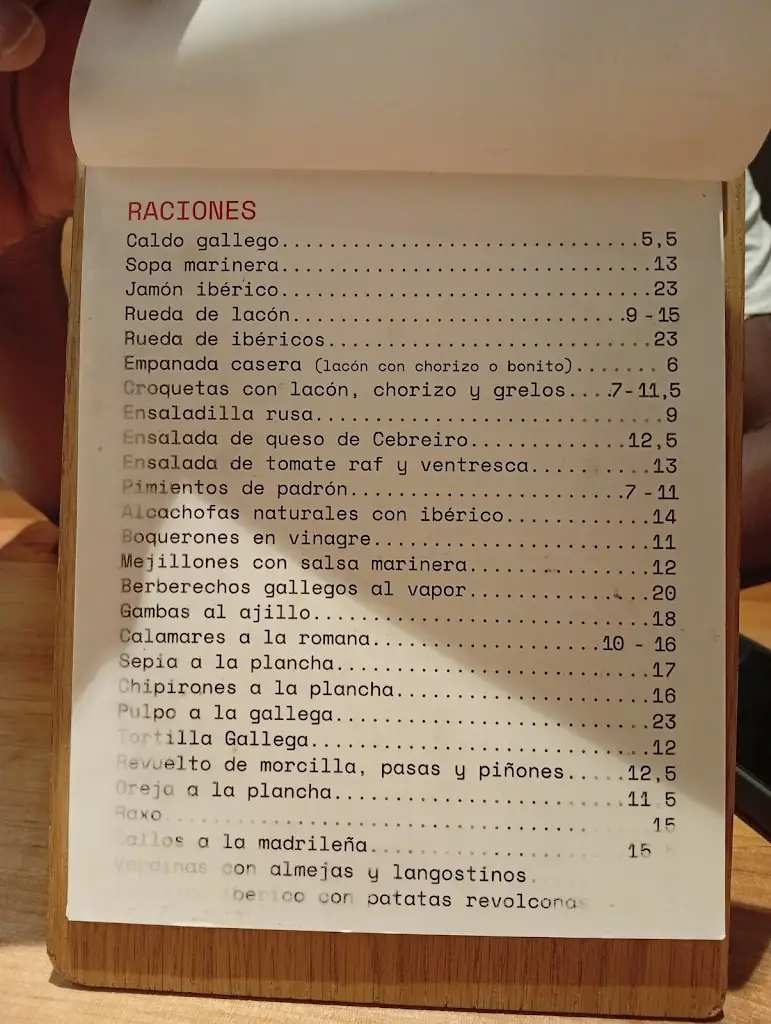 RACIONES
Caldo gallego..............................5,5
Sopa marinera...............................13
Jamón ibérico...............................23
Rueda de lacón............................9 - 15
Rueda de ibéricos...........................23
Empanada casera (lacón con chorizo o bonito)....... 6
Croquetas con lacón, chorizo y grelos....7-11,5
Ensaladilla rusa.............................9
Ensalada de queso de Cebreiro.............12,5
Ensalada de tomate raf y ventresca..........13
Pimientos de padrón.......................7 -11
Alcachofas naturales con ibérico............14
Boquerones en vinagre.......................11
Mejillones con salsa marinera...............12
Berberechos gallegos al vapor...............20
Gambas al ajillo............................18
Calamares a la romana...................10 - 16
Sepia a la plancha..........................17
Chipirones a la plancha.....................16
Pulpo a la gallega..........................23
Tortilla Gallega............................12
Revuelto de morcilla, pasas y piñones.....12,5
Oreja a la plancha........................11 5
Raxo........................................15
Callos a la madrileña.....................15
Verdinas con almejas y langostinos.
ibérico con patatas revolconas